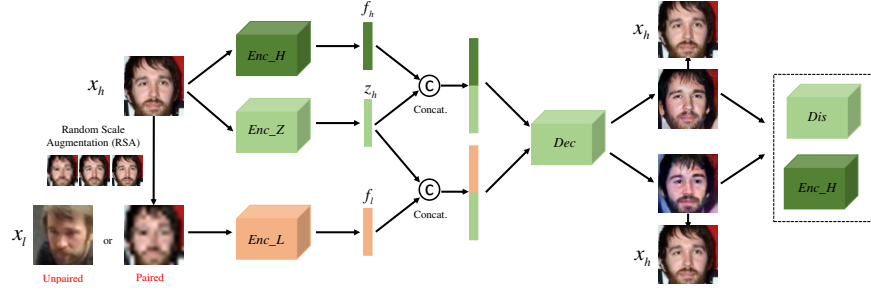 x_h
Enc_H
f_h
Enc_Z
z_h
C
Concat.
Random Scale
Augmentation (RSA)
x_l
or
Unpaired
Paired
Enc_L
f_l
C
Concat.
Dec
x_h
x_h
Dis
Enc_H